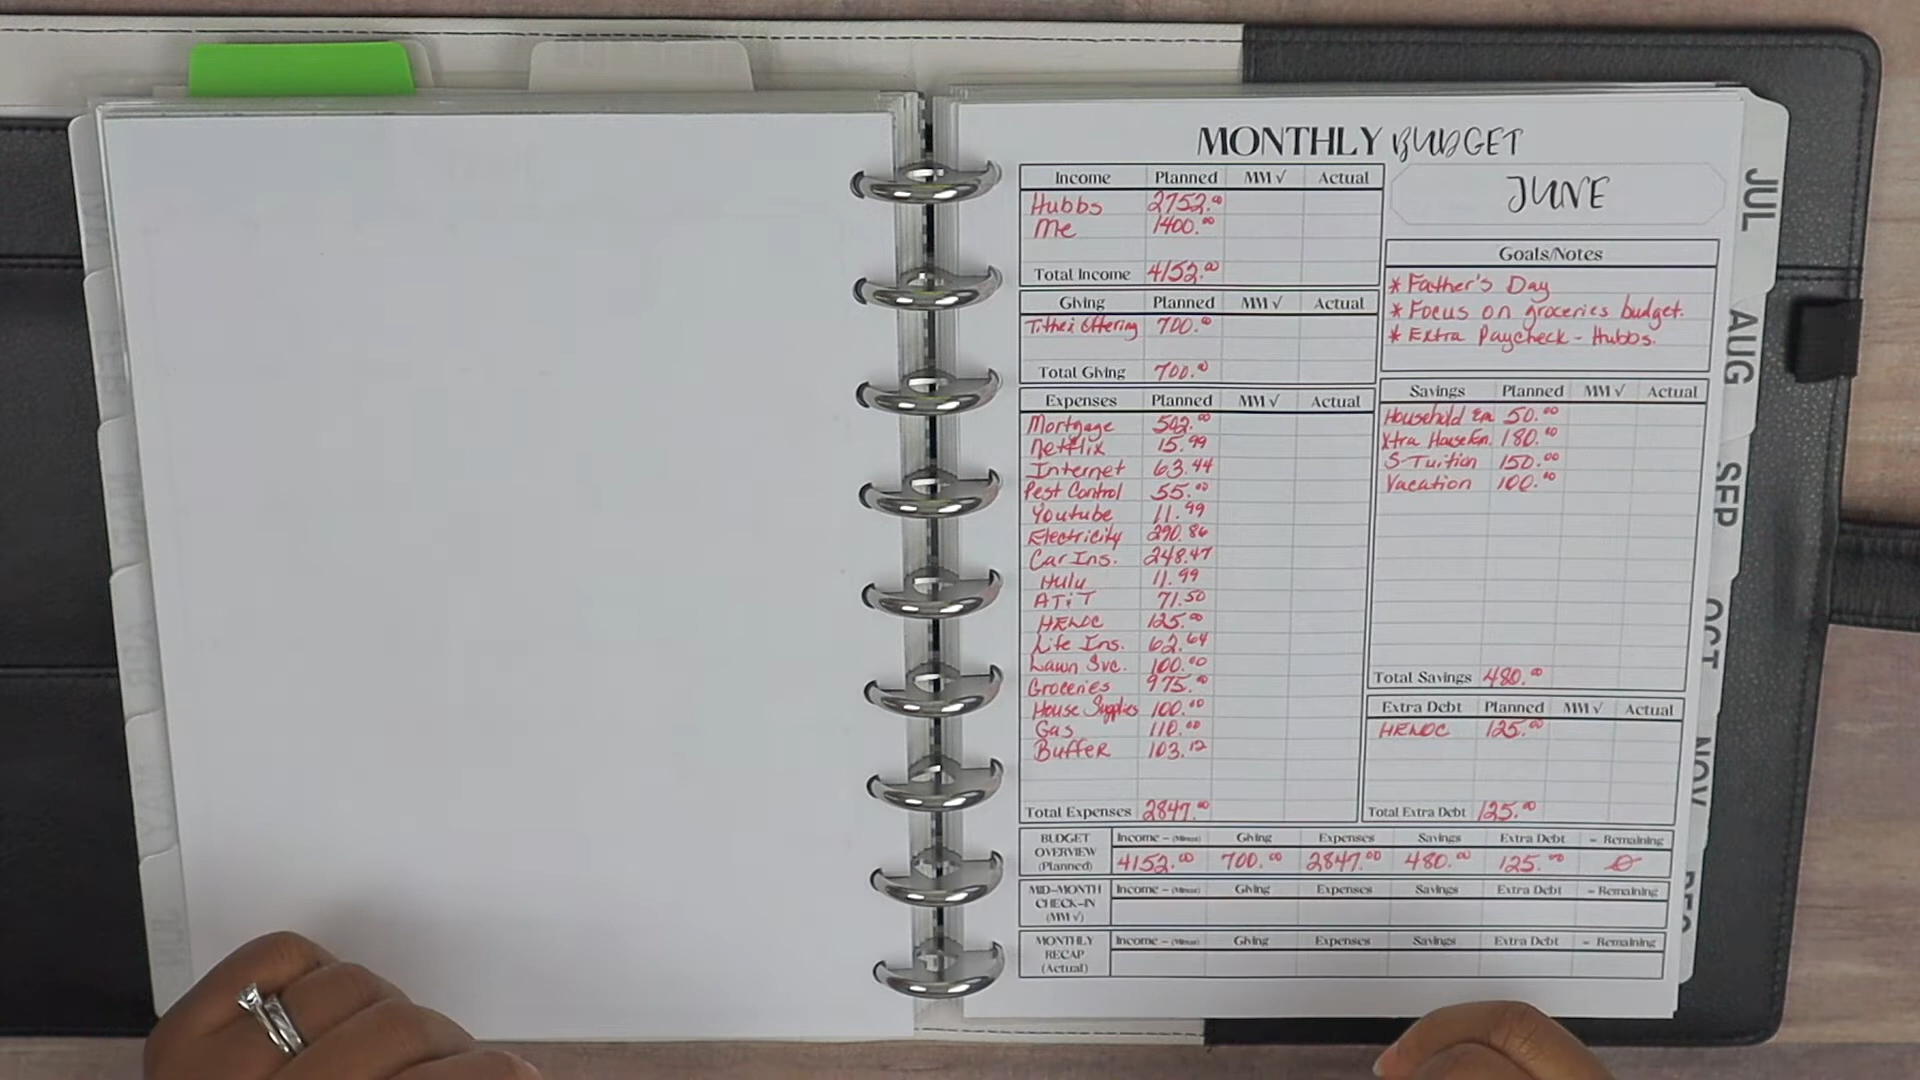 MONTHLY BUDGET
JUNE
Income Planned MM✓ Actual
Hubbs 2752.00
Me 1400.00
Total Income 4152.00
Giving Planned MM✓ Actual
700.00
Total Giving 700.00
Expenses Planned MM✓ Actual
Mortgage 502.00
Netflix 15.99
Internet 63.44
Pest Control 55.00
Youtube 11.99
Electricity 290.86
Car Ins. 248.47
Hulu 11.99
AT&T 71.50
125.00
Life Ins. 62.64
Lawn Svc. 100.00
Groceries 975.00
House Supplies 100.00
Gas 110.00
Buffer 103.12
Total Expenses 2847.00
Goals/Notes
* Father's Day
* Focus on groceries budget.
* Extra Paycheck - Hubbs.
Savings Planned MM✓ Actual
Household Em 50.00
Xtra House Em. 180.00
S-Tuition 150.00
Vacation 100.00
Total Savings 480.00
Extra Debt Planned MM✓ Actual
125.00
Total Extra Debt 125.00
BUDGET OVERVIEW (Planned) Income - (Minus) Giving Expenses Savings Extra Debt = Remaining
4152.00 700.00 2847.00 480.00 125.00 0
MID-MONTH CHECK-IN (MM✓) Income - (Minus) Giving Expenses Savings Extra Debt = Remaining
MONTHLY RECAP (Actual) Income - (Minus) Giving Expenses Savings Extra Debt = Remaining
JUL
AUG
SEP
OCT
NOV